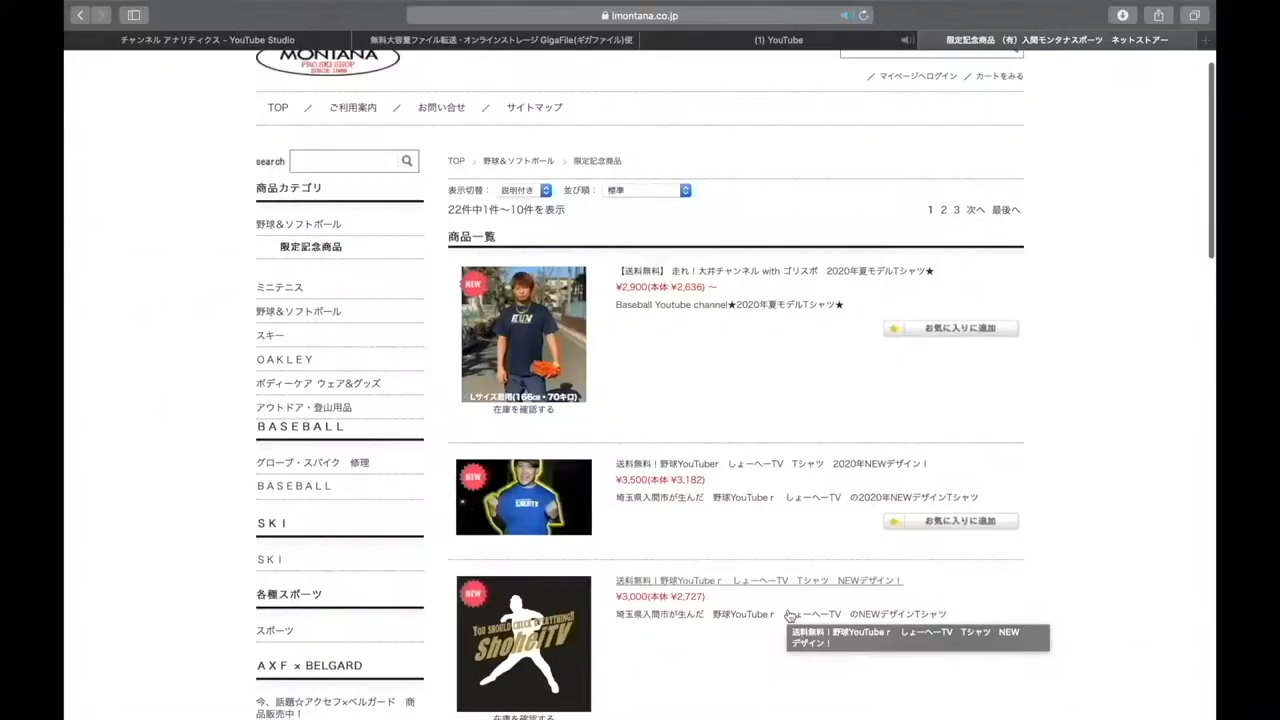 imontana.co.jp
チャンネル アナリティクス - YouTube Studio
無料大容量ファイル転送・オンラインストレージ GigaFile(ギガファイル)便
(1) YouTube
限定記念商品 （有）入間モンタナスポーツ　ネットストアー
MONTANA
PRO SKI SHOP
／ マイページへログイン ／ カートをみる
TOP ／ ご利用案内 ／ お問い合せ ／ サイトマップ
search
商品カテゴリ
野球＆ソフトボール
限定記念商品
ミニテニス
野球＆ソフトボール
スキー
ＯＡＫＬＥＹ
ボディーケア ウェア&グッズ
アウトドア・登山用品
ＢＡＳＥＢＡＬＬ
グローブ・スパイク　修理
ＢＡＳＥＢＡＬＬ
ＳＫＩ
ＳＫＩ
各種スポーツ
スポーツ
ＡＸＦ × BELGARD
今、話題☆アクセフ×ベルガード　商
品販売中！
TOP > 野球＆ソフトボール > 限定記念商品
表示切替： 説明付き 並び順： 標準
22件中1件〜10件を表示
1 2 3 次へ 最後へ
商品一覧
NEW
RUN
Lサイズ着用(166㎝・70キロ)
在庫を確認する
【送料無料】 走れ！大井チャンネル with ゴリスポ　2020年夏モデルTシャツ★
¥2,900(本体 ¥2,636) 〜
Baseball Youtube channel★2020年夏モデルTシャツ★
お気に入りに追加
NEW
送料無料！野球YouTuber　しょーへーTV　Tシャツ　2020年NEWデザイン！
¥3,500(本体 ¥3,182)
埼玉県入間市が生んだ　野球YouTubeｒ　しょーへーTV　の2020年NEWデザインTシャツ
お気に入りに追加
NEW
YOU SHOULD CHECK EVERYTHING!!
ShoheiTV
在庫を確認する
送料無料！野球YouTubeｒ　しょーへーTV　Tシャツ　NEWデザイン！
¥3,000(本体 ¥2,727)
埼玉県入間市が生んだ　野球YouTubeｒ　しょーへーTV　のNEWデザインTシャツ
送料無料！野球YouTubeｒ　しょーへーTV　Tシャツ　NEW
デザイン！